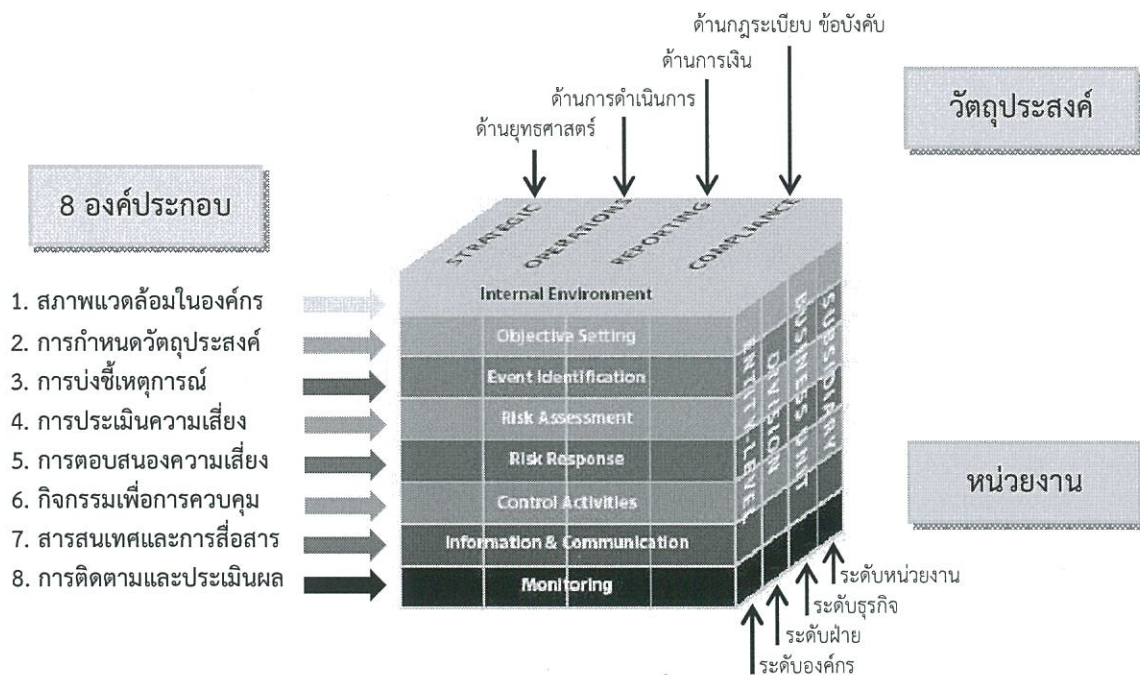 ด้านกฎระเบียบ ข้อบังคับ
ด้านการเงิน
ด้านการดำเนินการ
ด้านยุทธศาสตร์
วัตถุประสงค์
8 องค์ประกอบ
STRATEGIC
OPERATIONS
REPORTING
COMPLIANCE
1. สภาพแวดล้อมในองค์กร
2. การกำหนดวัตถุประสงค์
3. การบ่งชี้เหตุการณ์
4. การประเมินความเสี่ยง
5. การตอบสนองความเสี่ยง
6. กิจกรรมเพื่อการควบคุม
7. สารสนเทศและการสื่อสาร
8. การติดตามและประเมินผล
Internal Environment
Objective Setting
Event Identification
Risk Assessment
Risk Response
Control Activities
Information & Communication
Monitoring
ENTITY-LEVEL
DIVISION
BUSINESS UNIT
SUBSIDIARY
หน่วยงาน
ระดับหน่วยงาน
ระดับธุรกิจ
ระดับฝ่าย
ระดับองค์กร